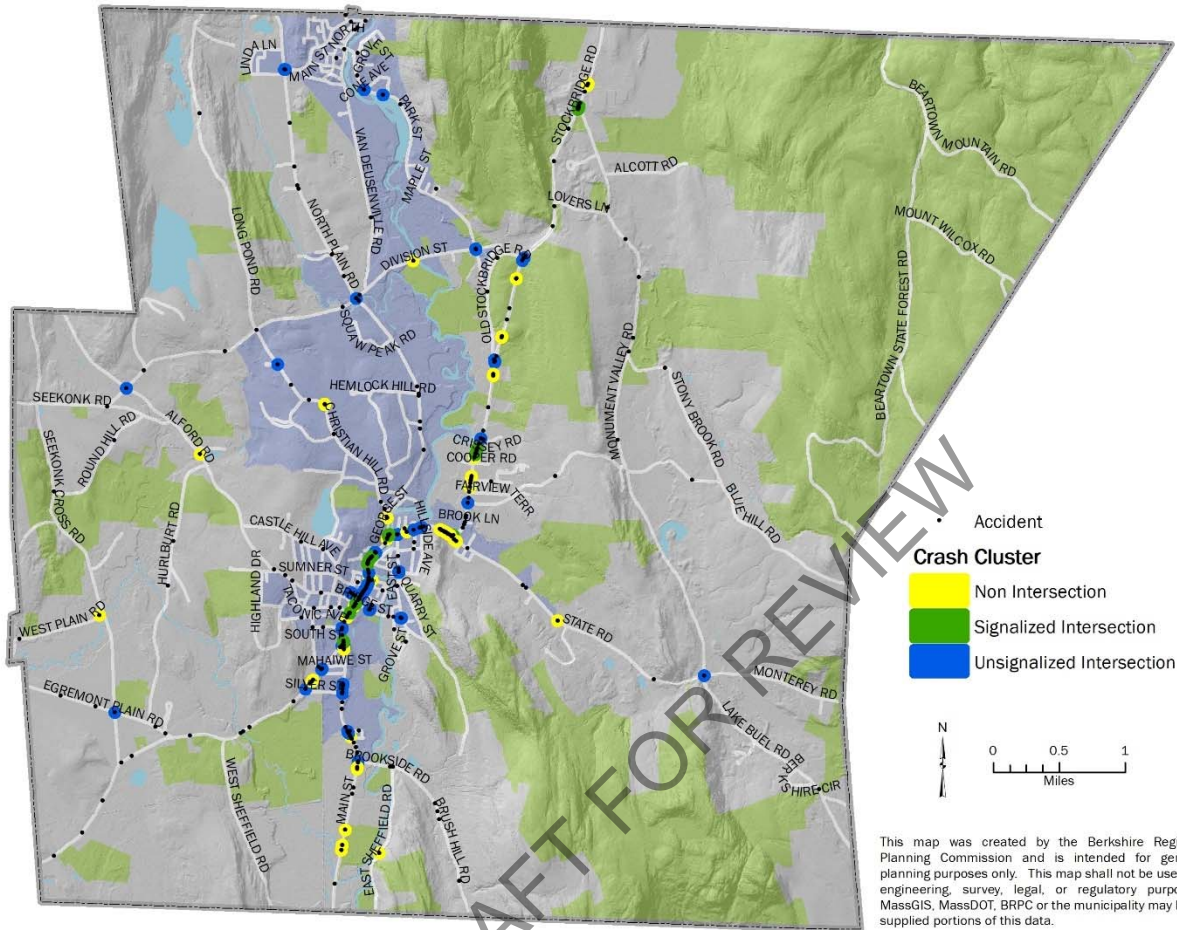 LINDA LN
MAIN ST NORTH
GROVE ST
CONE AVE
PARK ST
STOCKBRIDGE RD
BEARTOWN MOUNTAIN RD
VAN DEUSENVILLE RD
MAPLE ST
ALCOTT RD
LOVERS LN
MOUNT WILCOX RD
LONG POND RD
NORTH PLAIN RD
DIVISION ST
OLD STOCKBRIDGE RD
SQUAW PEAK RD
BEARTOWN STATE FOREST RD
MONUMENT VALLEY RD
HEMLOCK HILL RD
SEEKONK RD
STONY BROOK RD
ROUND HILL RD
ALFORD RD
CHRISTIAN HILL RD
SEEKONK CROSS RD
CRISSEY RD
COOPER RD
FAIRVIEW TERR
BLUE HILL RD
HURLBURT RD
CASTLE HILL AVE
GEORGE ST
HILLSIDE AVE
BROOK LN
SUMNER ST
HIGHLAND DR
TACONIC AVE
EAST ST
QUARRY ST
WEST PLAIN RD
SOUTH ST
GROVE ST
STATE RD
MAHAIWE ST
SILVER ST
MONTEREY RD
EGREMONT PLAIN RD
LAKE BUEL RD
BERKSHIRE CIR
WEST SHEFFIELD RD
BROOKSIDE RD
MAIN ST
EAST SHEFFIELD RD
BRUSH HILL RD
DRAFT FOR REVIEW
Accident
Crash Cluster
Non Intersection
Signalized Intersection
Unsignalized Intersection
N
0 0.5 1
Miles
This map was created by the Berkshire Regi
Planning Commission and is intended for gen
planning purposes only. This map shall not be use
engineering, survey, legal, or regulatory purpo
MassGIS, MassDOT, BRPC or the municipality may h
supplied portions of this data.